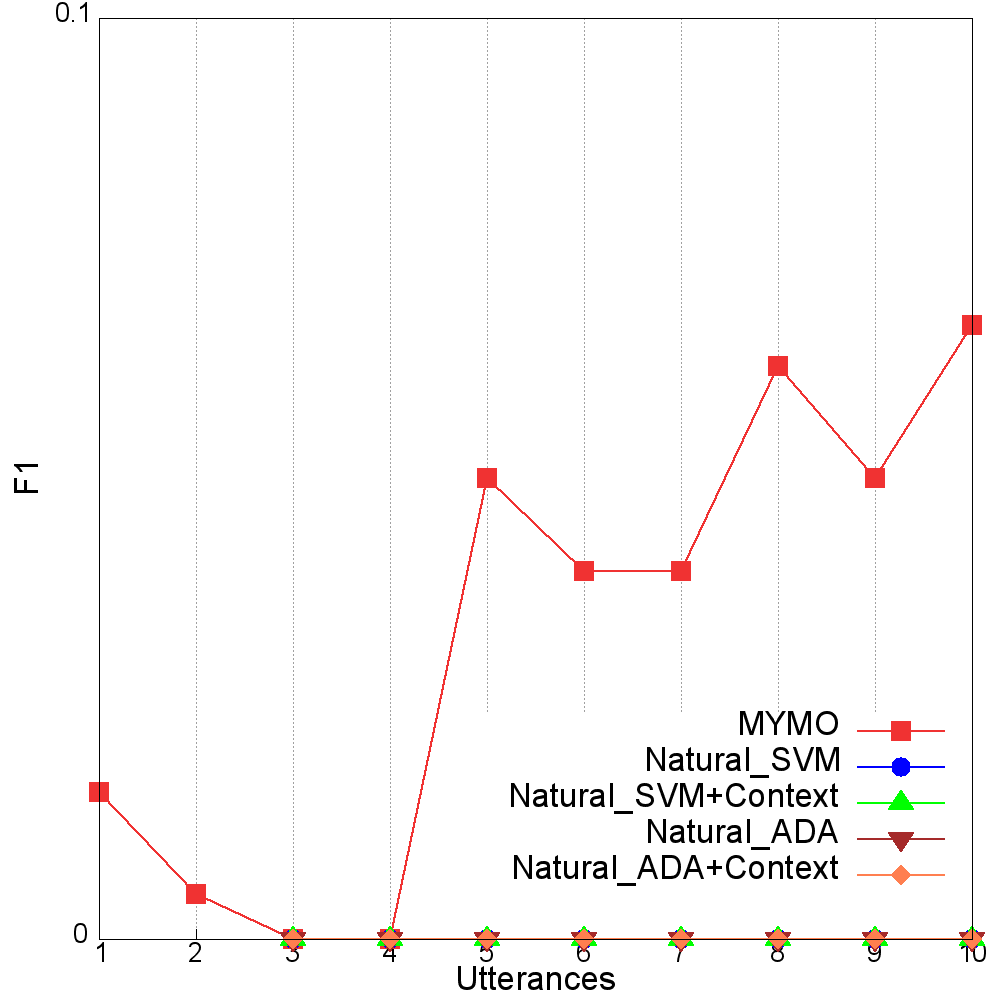 0.1
F1
MYMO
Natural_SVM
Natural_SVM+Context
Natural_ADA
Natural_ADA+Context
0
1 2 3 4 5 6 7 8 9 10
Utterances